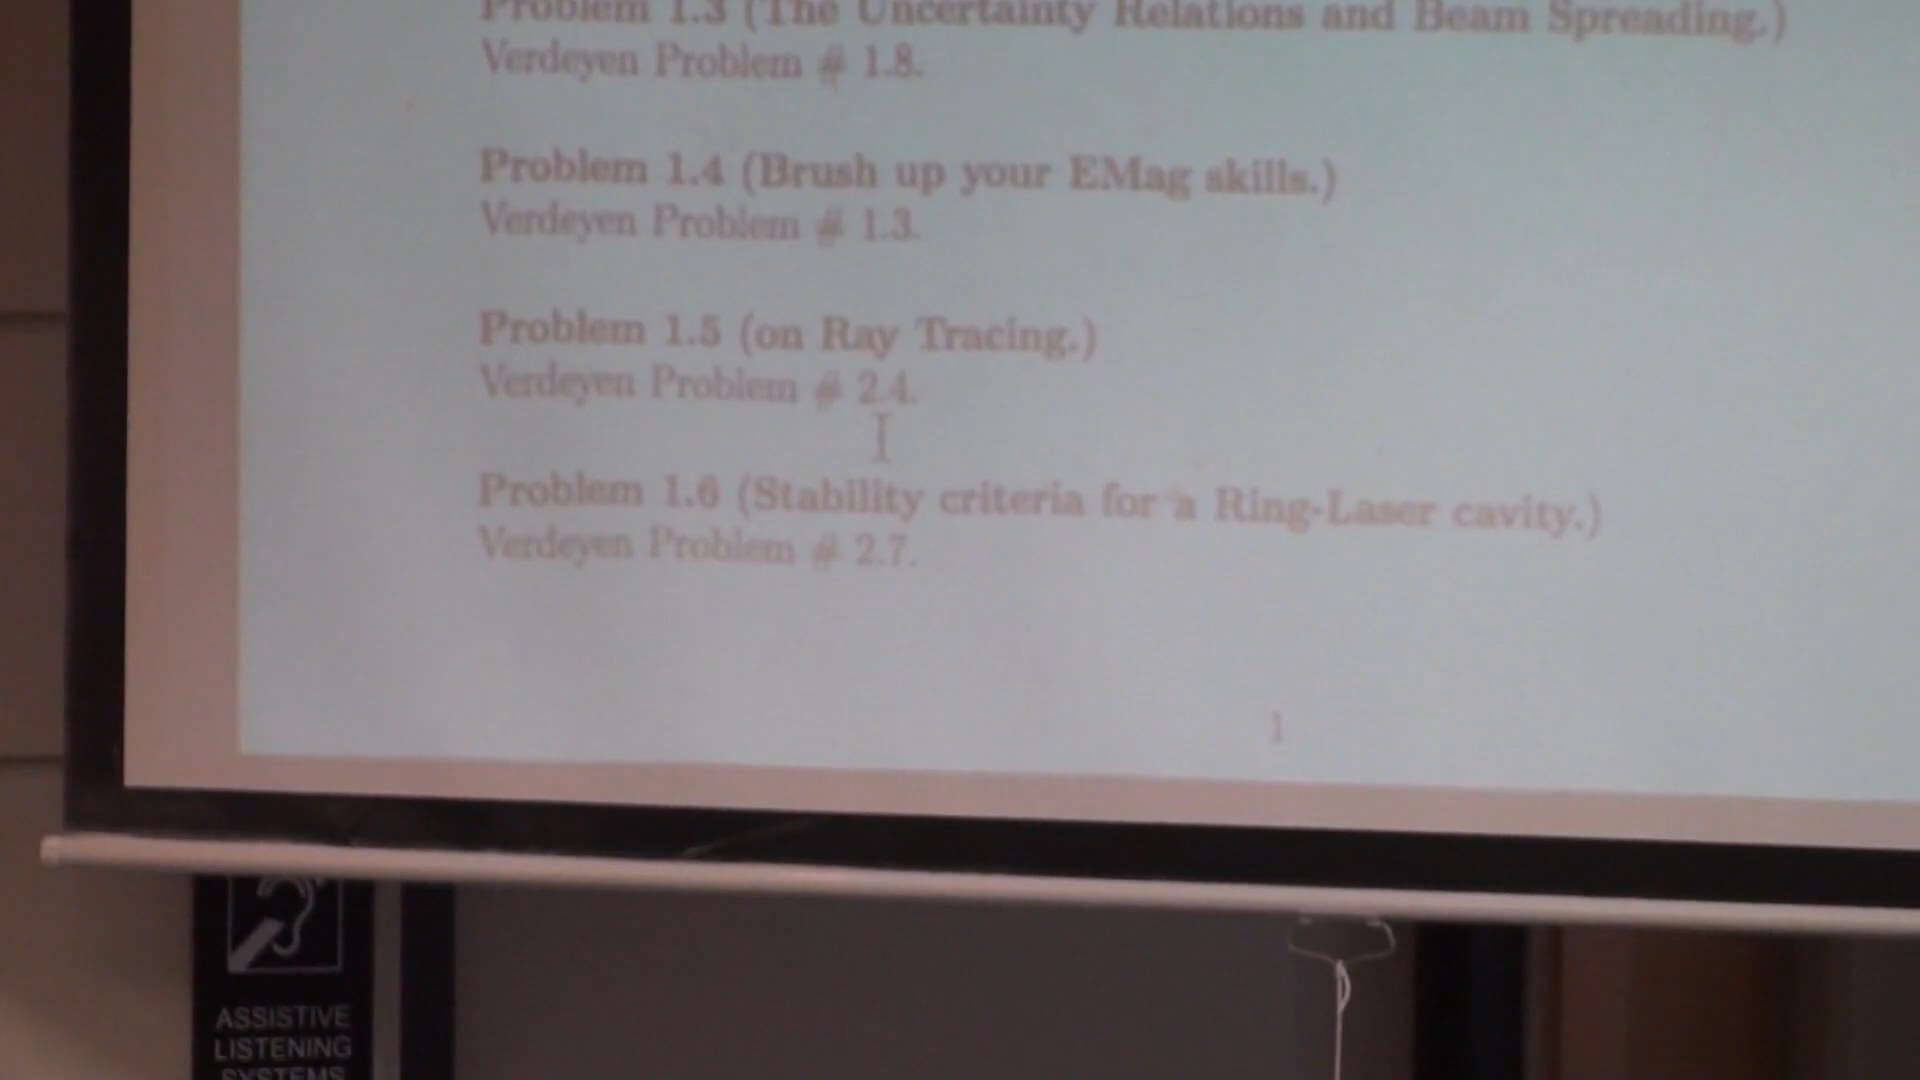 Problem 1.3 (The Uncertainty Relations and Beam Spreading.)
Verdeyen Problem # 1.8.
Problem 1.4 (Brush up your EMag skills.)
Verdeyen Problem # 1.3.
Problem 1.5 (on Ray Tracing.)
Verdeyen Problem # 2.4.
Problem 1.6 (Stability criteria for a Ring-Laser cavity.)
Verdeyen Problem # 2.7.
1
ASSISTIVE
LISTENING
SYSTEMS